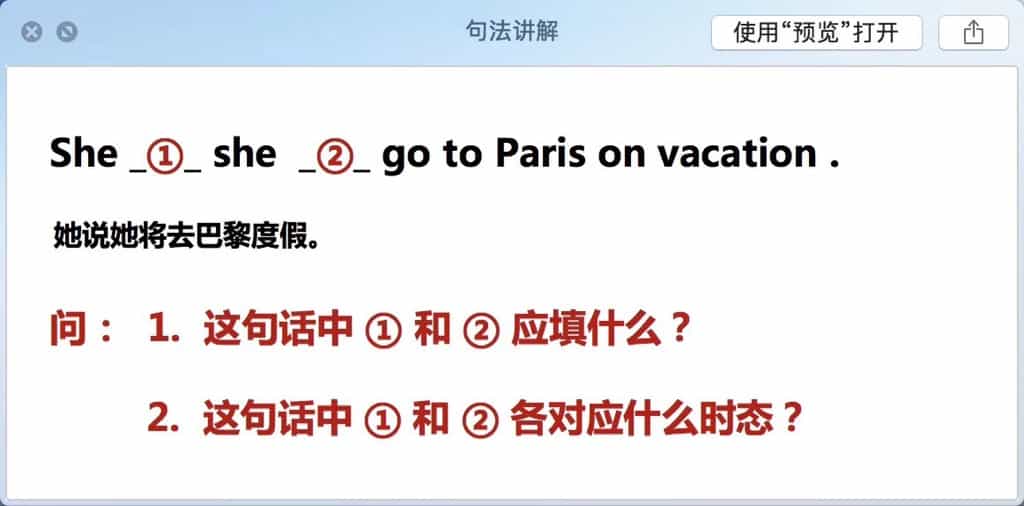 句法讲解
使用“预览”打开
She _①_ she _②_ go to Paris on vacation .
她说她将去巴黎度假。
问： 1. 这句话中 ① 和 ② 应填什么？
2. 这句话中 ① 和 ② 各对应什么时态？